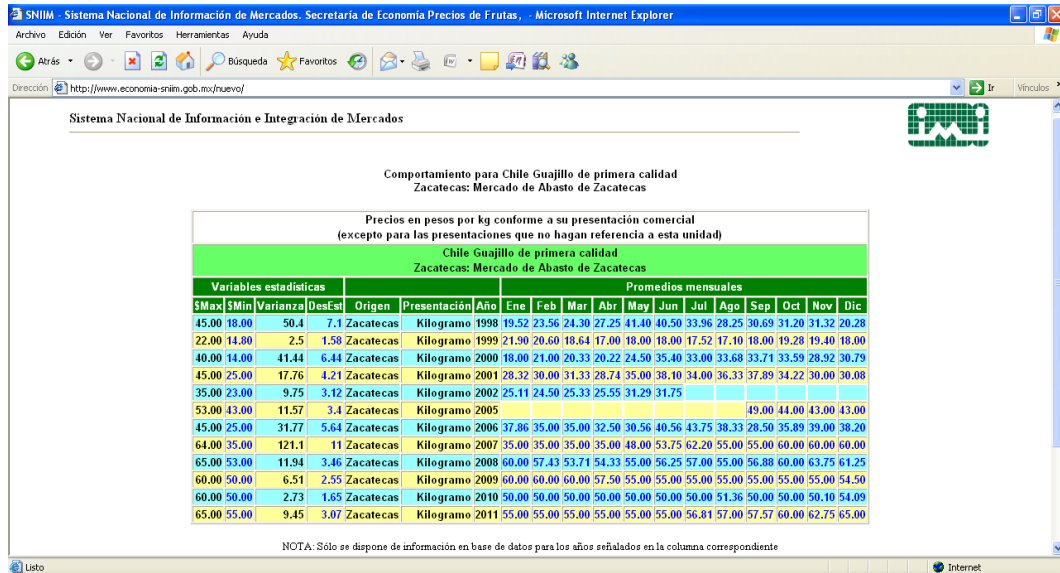 SNIIM - Sistema Nacional de Información de Mercados. Secretaria de Economía Precios de Frutas, - Microsoft Internet Explorer
Archivo Edición Ver Favoritos Herramientas Ayuda
Atrás Búsqueda Favoritos
Dirección http://www.economia-sniim.gob.mx/nuevo/ Ir Vínculos
Sistema Nacional de Información e Integración de Mercados
Comportamiento para Chile Guajillo de primera calidad
Zacatecas: Mercado de Abasto de Zacatecas
Precios en pesos por kg conforme a su presentación comercial
(excepto para las presentaciones que no hagan referencia a esta unidad)
Chile Guajillo de primera calidad
Zacatecas: Mercado de Abasto de Zacatecas
Variables estadísticas Promedios mensuales
$Max $Min Varianza DesEst Origen Presentación Año Ene Feb Mar Abr May Jun Jul Ago Sep Oct Nov Dic
45.00 18.00 50.4 7.1 Zacatecas Kilogramo 1998 19.52 23.56 24.30 27.25 41.40 40.50 33.96 28.25 30.69 31.20 31.32 20.28
22.00 14.80 2.5 1.58 Zacatecas Kilogramo 1999 21.90 20.60 18.64 17.00 18.00 18.00 17.52 17.10 18.00 19.28 19.40 18.00
40.00 14.00 41.44 6.44 Zacatecas Kilogramo 2000 18.00 21.00 20.33 20.22 24.50 35.40 33.00 33.68 33.71 33.59 28.92 30.79
45.00 25.00 17.76 4.21 Zacatecas Kilogramo 2001 28.32 30.00 31.33 28.74 35.00 38.10 34.00 36.33 37.89 34.22 30.00 30.08
35.00 23.00 9.75 3.12 Zacatecas Kilogramo 2002 25.11 24.50 25.33 25.55 31.29 31.75
53.00 43.00 11.57 3.4 Zacatecas Kilogramo 2005 49.00 44.00 43.00 43.00
45.00 25.00 31.77 5.64 Zacatecas Kilogramo 2006 37.86 35.00 35.00 32.50 30.56 40.56 43.75 38.33 28.50 35.89 39.00 38.20
64.00 35.00 121.1 11 Zacatecas Kilogramo 2007 35.00 35.00 35.00 35.00 48.00 53.75 62.20 55.00 55.00 60.00 60.00 60.00
65.00 53.00 11.94 3.46 Zacatecas Kilogramo 2008 60.00 57.43 53.71 54.33 55.00 56.25 57.00 55.00 56.88 60.00 63.75 61.25
60.00 50.00 6.51 2.55 Zacatecas Kilogramo 2009 60.00 60.00 60.00 57.50 55.00 55.00 55.00 55.00 55.00 55.00 55.00 54.50
60.00 50.00 2.73 1.65 Zacatecas Kilogramo 2010 50.00 50.00 50.00 50.00 50.00 50.00 50.00 51.36 50.00 50.00 50.10 54.09
65.00 55.00 9.45 3.07 Zacatecas Kilogramo 2011 55.00 55.00 55.00 55.00 55.00 55.00 56.81 57.00 57.57 60.00 62.75 65.00
NOTA: Sólo se dispone de información en base de datos para los años señalados en la columna correspondiente
Listo Internet